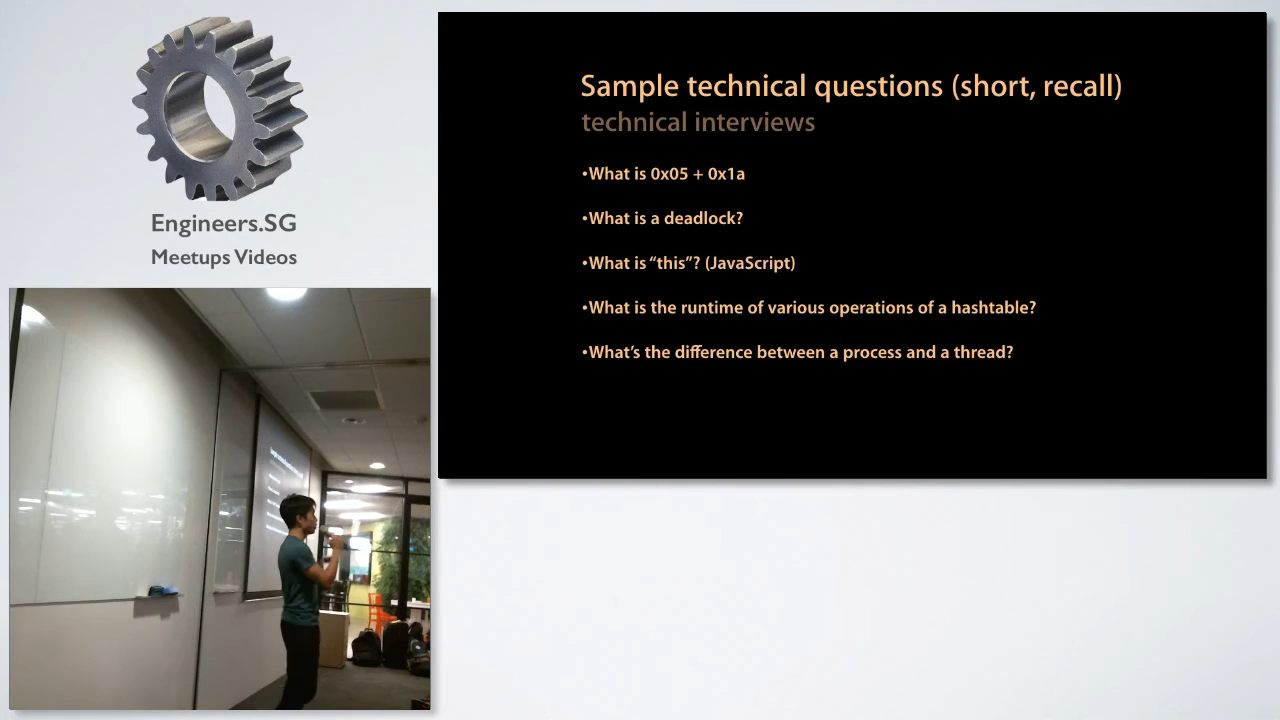 Engineers.SG
Meetups Videos
Sample technical questions (short, recall)
technical interviews
•What is 0x05 + 0x1a
•What is a deadlock?
•What is “this”? (JavaScript)
•What is the runtime of various operations of a hashtable?
•What’s the difference between a process and a thread?